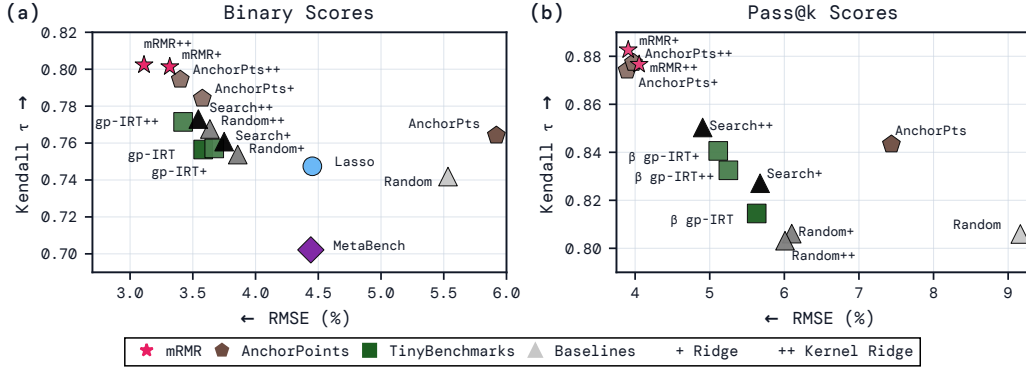 (a)
Binary Scores
0.82
0.80
0.78
0.76
0.74
0.72
0.70
Kendall τ →
mRMR++
mRMR+
AnchorPts++
AnchorPts+
Search++
gp-IRT++
Random++
Search+
Random+
gp-IRT
gp-IRT+
AnchorPts
Lasso
Random
MetaBench
3.0
3.5
4.0
4.5
5.0
5.5
6.0
← RMSE (%)
(b)
Pass@k Scores
0.88
0.86
0.84
0.82
0.80
Kendall τ →
mRMR+
AnchorPts++
mRMR++
AnchorPts+
Search++
AnchorPts
β gp-IRT+
β gp-IRT++
Search+
β gp-IRT
Random+
Random++
Random
4
5
6
7
8
9
← RMSE (%)
mRMR
AnchorPoints
TinyBenchmarks
Baselines
+ Ridge
++ Kernel Ridge